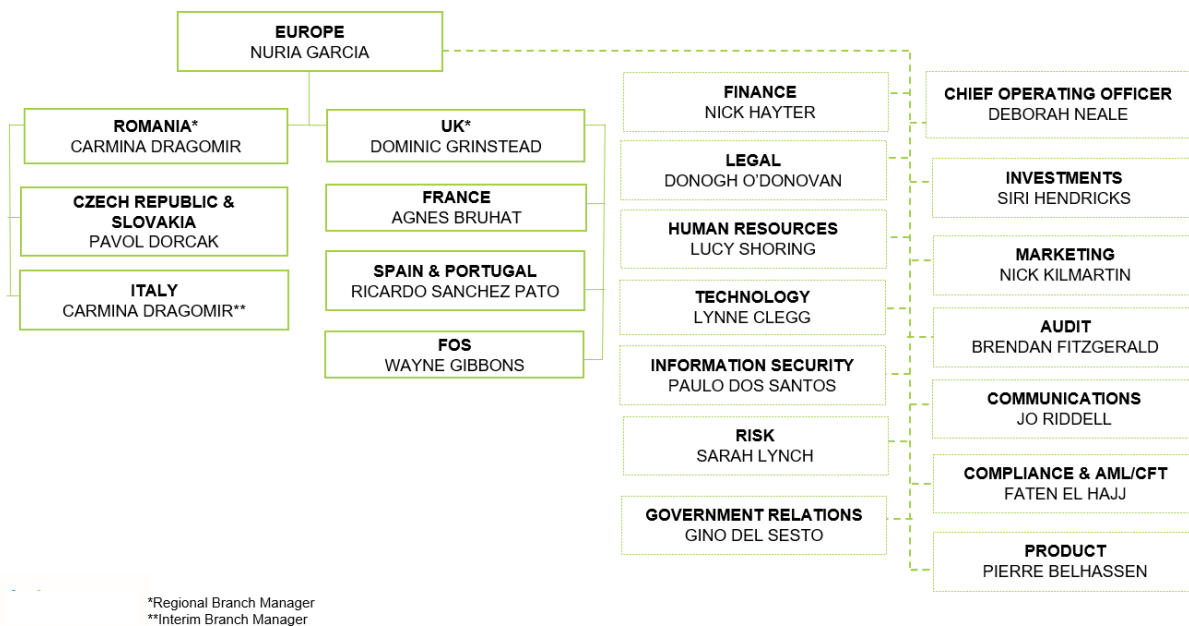 EUROPE
NURIA GARCIA
ROMANIA*
CARMINA DRAGOMIR
CZECH REPUBLIC &
SLOVAKIA
PAVOL DORCAK
ITALY
CARMINA DRAGOMIR**
UK*
DOMINIC GRINSTEAD
FRANCE
AGNES BRUHAT
SPAIN & PORTUGAL
RICARDO SANCHEZ PATO
FOS
WAYNE GIBBONS
FINANCE
NICK HAYTER
LEGAL
DONOGH O’DONOVAN
HUMAN RESOURCES
LUCY SHORING
TECHNOLOGY
LYNNE CLEGG
INFORMATION SECURITY
PAULO DOS SANTOS
RISK
SARAH LYNCH
GOVERNMENT RELATIONS
GINO DEL SESTO
CHIEF OPERATING OFFICER
DEBORAH NEALE
INVESTMENTS
SIRI HENDRICKS
MARKETING
NICK KILMARTIN
AUDIT
BRENDAN FITZGERALD
COMMUNICATIONS
JO RIDDELL
COMPLIANCE & AML/CFT
FATEN EL HAJJ
PRODUCT
PIERRE BELHASSEN
*Regional Branch Manager
**Interim Branch Manager